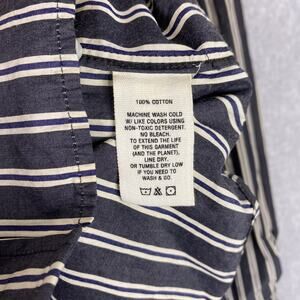 100% COTTON
MACHINE WASH COLD
W/ LIKE COLORS USING
NON-TOXIC DETERGENT.
NO BLEACH.
TO EXTEND THE LIFE
OF THIS GARMENT
(AND THE PLANET),
LINE DRY.
OR TUMBLE DRY LOW
IF YOU NEED TO
WASH & GO.